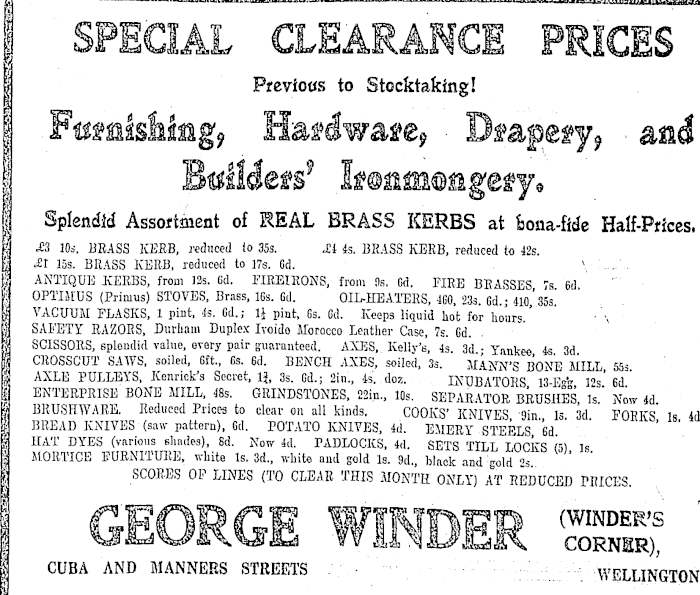 SPECIAL CLEARANCE PRICES
Previous to Stocktaking!
Furnishing, Hardware, Drapery, and
Builders' Ironmongery.
Splendid Assortment of REAL BRASS KERBS at bona-fide Half-Prices.
£3 10s. BRASS KERB, reduced to 35s. £4 4s. BRASS KERB, reduced to 42s.
£1 15s. BRASS KERB, reduced to 17s. 6d.
ANTIQUE KERBS, from 12s. 6d. FIREIRONS, from 9s. 6d. FIRE BRASSES, 7s. 6d.
OPTIMUS (Primus) STOVES, Brass, 16s. 6d. OIL-HEATERS, 460, 23s. 6d.; 410, 35s.
VACUUM FLASKS, 1 pint, 4s. 6d.; 1½ pint, 6s. 6d. Keeps liquid hot for hours.
SAFETY RAZORS, Durham Duplex Ivoido Morocco Leather Case, 7s. 6d.
SCISSORS, splendid value, every pair guaranteed. AXES, Kelly's, 4s. 3d.; Yankee, 4s. 3d.
CROSSCUT SAWS, soiled, 6ft., 6s. 6d. BENCH AXES, soiled, 3s. MANN'S BONE MILL, 55s.
AXLE PULLEYS, Kenrick's Secret, 1¾, 3s. 6d.; 2in., 4s. doz. INUBATORS, 13-Egg, 12s. 6d.
ENTERPRISE BONE MILL, 48s. GRINDSTONES, 22in., 10s. SEPARATOR BRUSHES, 1s. Now 4d.
BRUSHWARE. Reduced Prices to clear on all kinds. COOKS' KNIVES, 9in., 1s. 3d. FORKS, 1s. 4d
BREAD KNIVES (saw pattern), 6d. POTATO KNIVES, 4d. EMERY STEELS, 6d.
HAT DYES (various shades), 8d. Now 4d. PADLOCKS, 4d. SETS TILL LOCKS (5), 1s.
MORTICE FURNITURE, white 1s. 3d., white and gold 1s. 9d., black and gold 2s.
SCORES OF LINES (TO CLEAR THIS MONTH ONLY) AT REDUCED PRICES.
GEORGE WINDER (WINDER'S CORNER),
CUBA AND MANNERS STREETS WELLINGTON